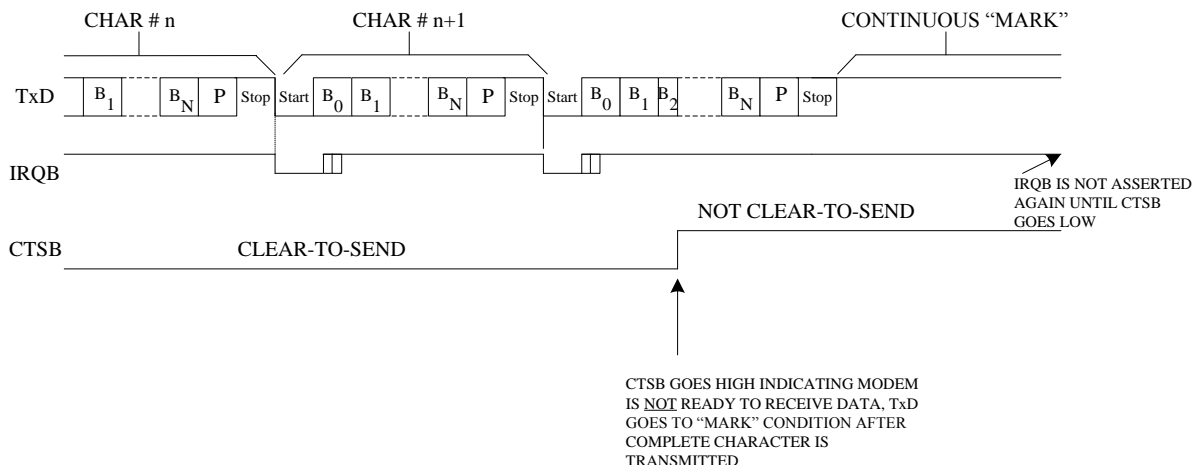 CHAR # n CHAR # n+1 CONTINUOUS “MARK”
TxD B1 BN P Stop Start B0 B1 BN P Stop Start B0 B1 B2 BN P Stop
IRQB
IRQB IS NOT ASSERTED
AGAIN UNTIL CTSB
GOES LOW
NOT CLEAR-TO-SEND
CTSB CLEAR-TO-SEND
CTSB GOES HIGH INDICATING MODEM
IS NOT READY TO RECEIVE DATA, TxD
GOES TO “MARK” CONDITION AFTER
COMPLETE CHARACTER IS
TRANSMITTED